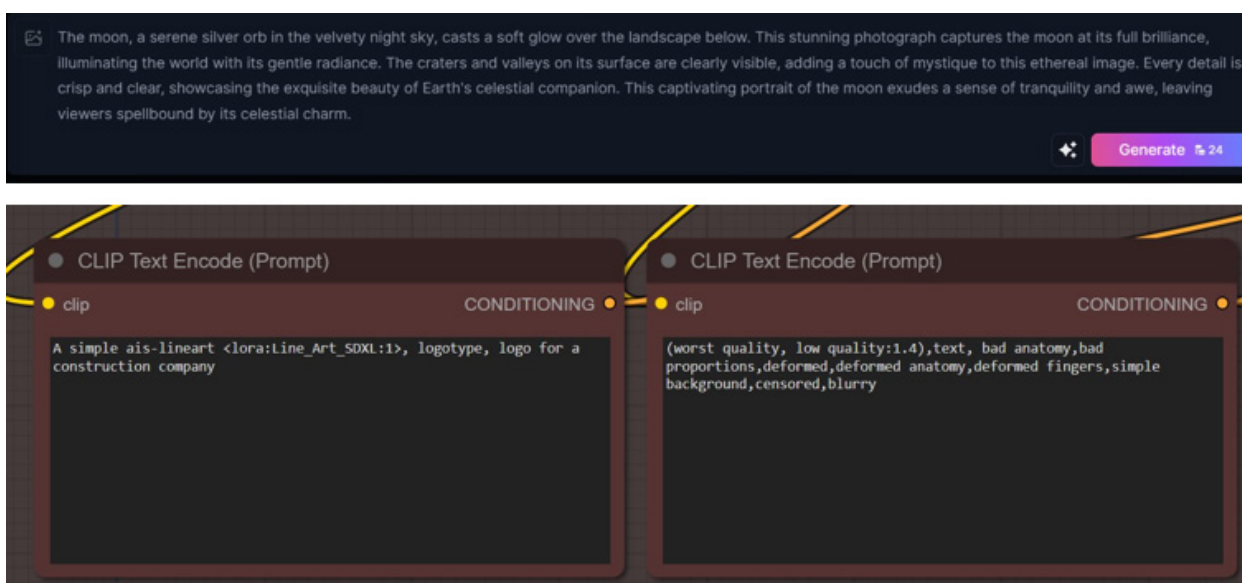 The moon, a serene silver orb in the velvety night sky, casts a soft glow over the landscape below. This stunning photograph captures the moon at its full brilliance,
illuminating the world with its gentle radiance. The craters and valleys on its surface are clearly visible, adding a touch of mystique to this ethereal image. Every detail is
crisp and clear, showcasing the exquisite beauty of Earth's celestial companion. This captivating portrait of the moon exudes a sense of tranquility and awe, leaving
viewers spellbound by its celestial charm.
Generate 24
CLIP Text Encode (Prompt)
clip CONDITIONING
A simple ais-lineart <lora:Line_Art_SDXL:1>, logotype, logo for a
construction company
CLIP Text Encode (Prompt)
clip CONDITIONING
(worst quality, low quality:1.4),text, bad anatomy,bad
proportions,deformed,deformed anatomy,deformed fingers,simple
background,censored,blurry